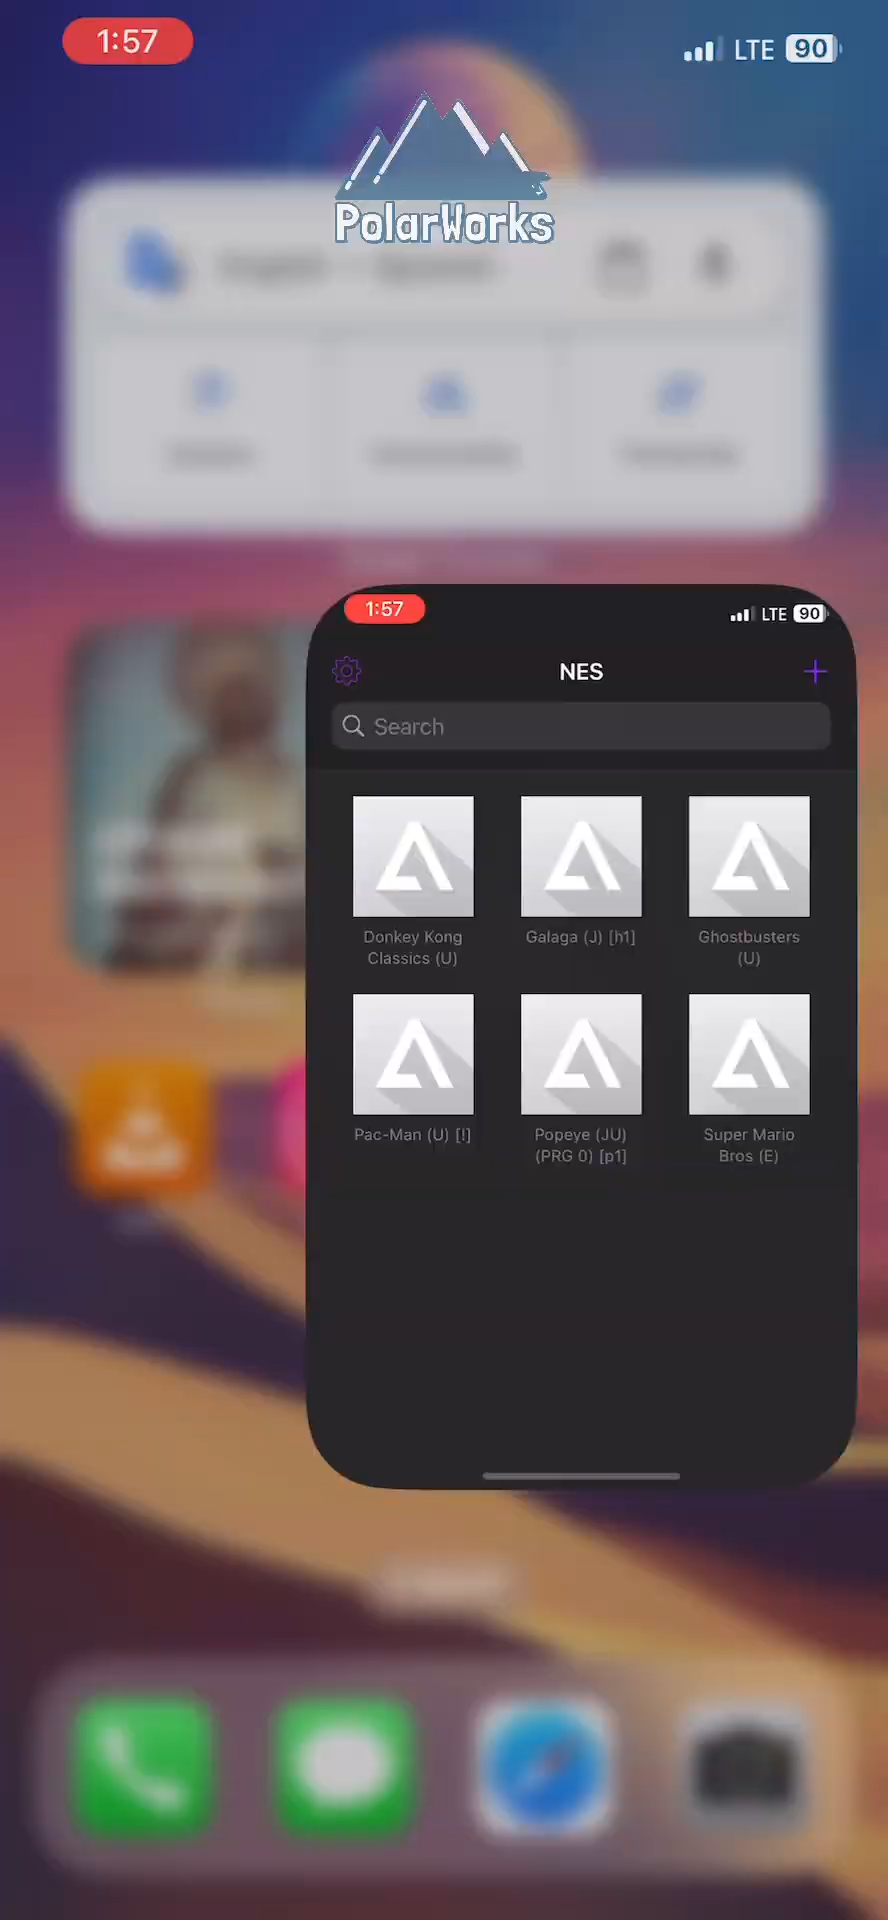 1:57
LTE 90
PolarWorks
1:57
LTE 90
NES
Search
Donkey Kong
Classics (U)
Galaga (J) [h1]
Ghostbusters
(U)
Pac-Man (U) [!]
Popeye (JU)
(PRG 0) [p1]
Super Mario
Bros (E)